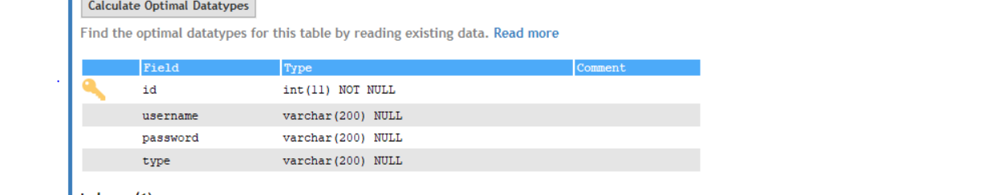 Calculate Optimal Datatypes
Find the optimal datatypes for this table by reading existing data. Read more
Field Type Comment
id int(11) NOT NULL
username varchar(200) NULL
password varchar(200) NULL
type varchar(200) NULL